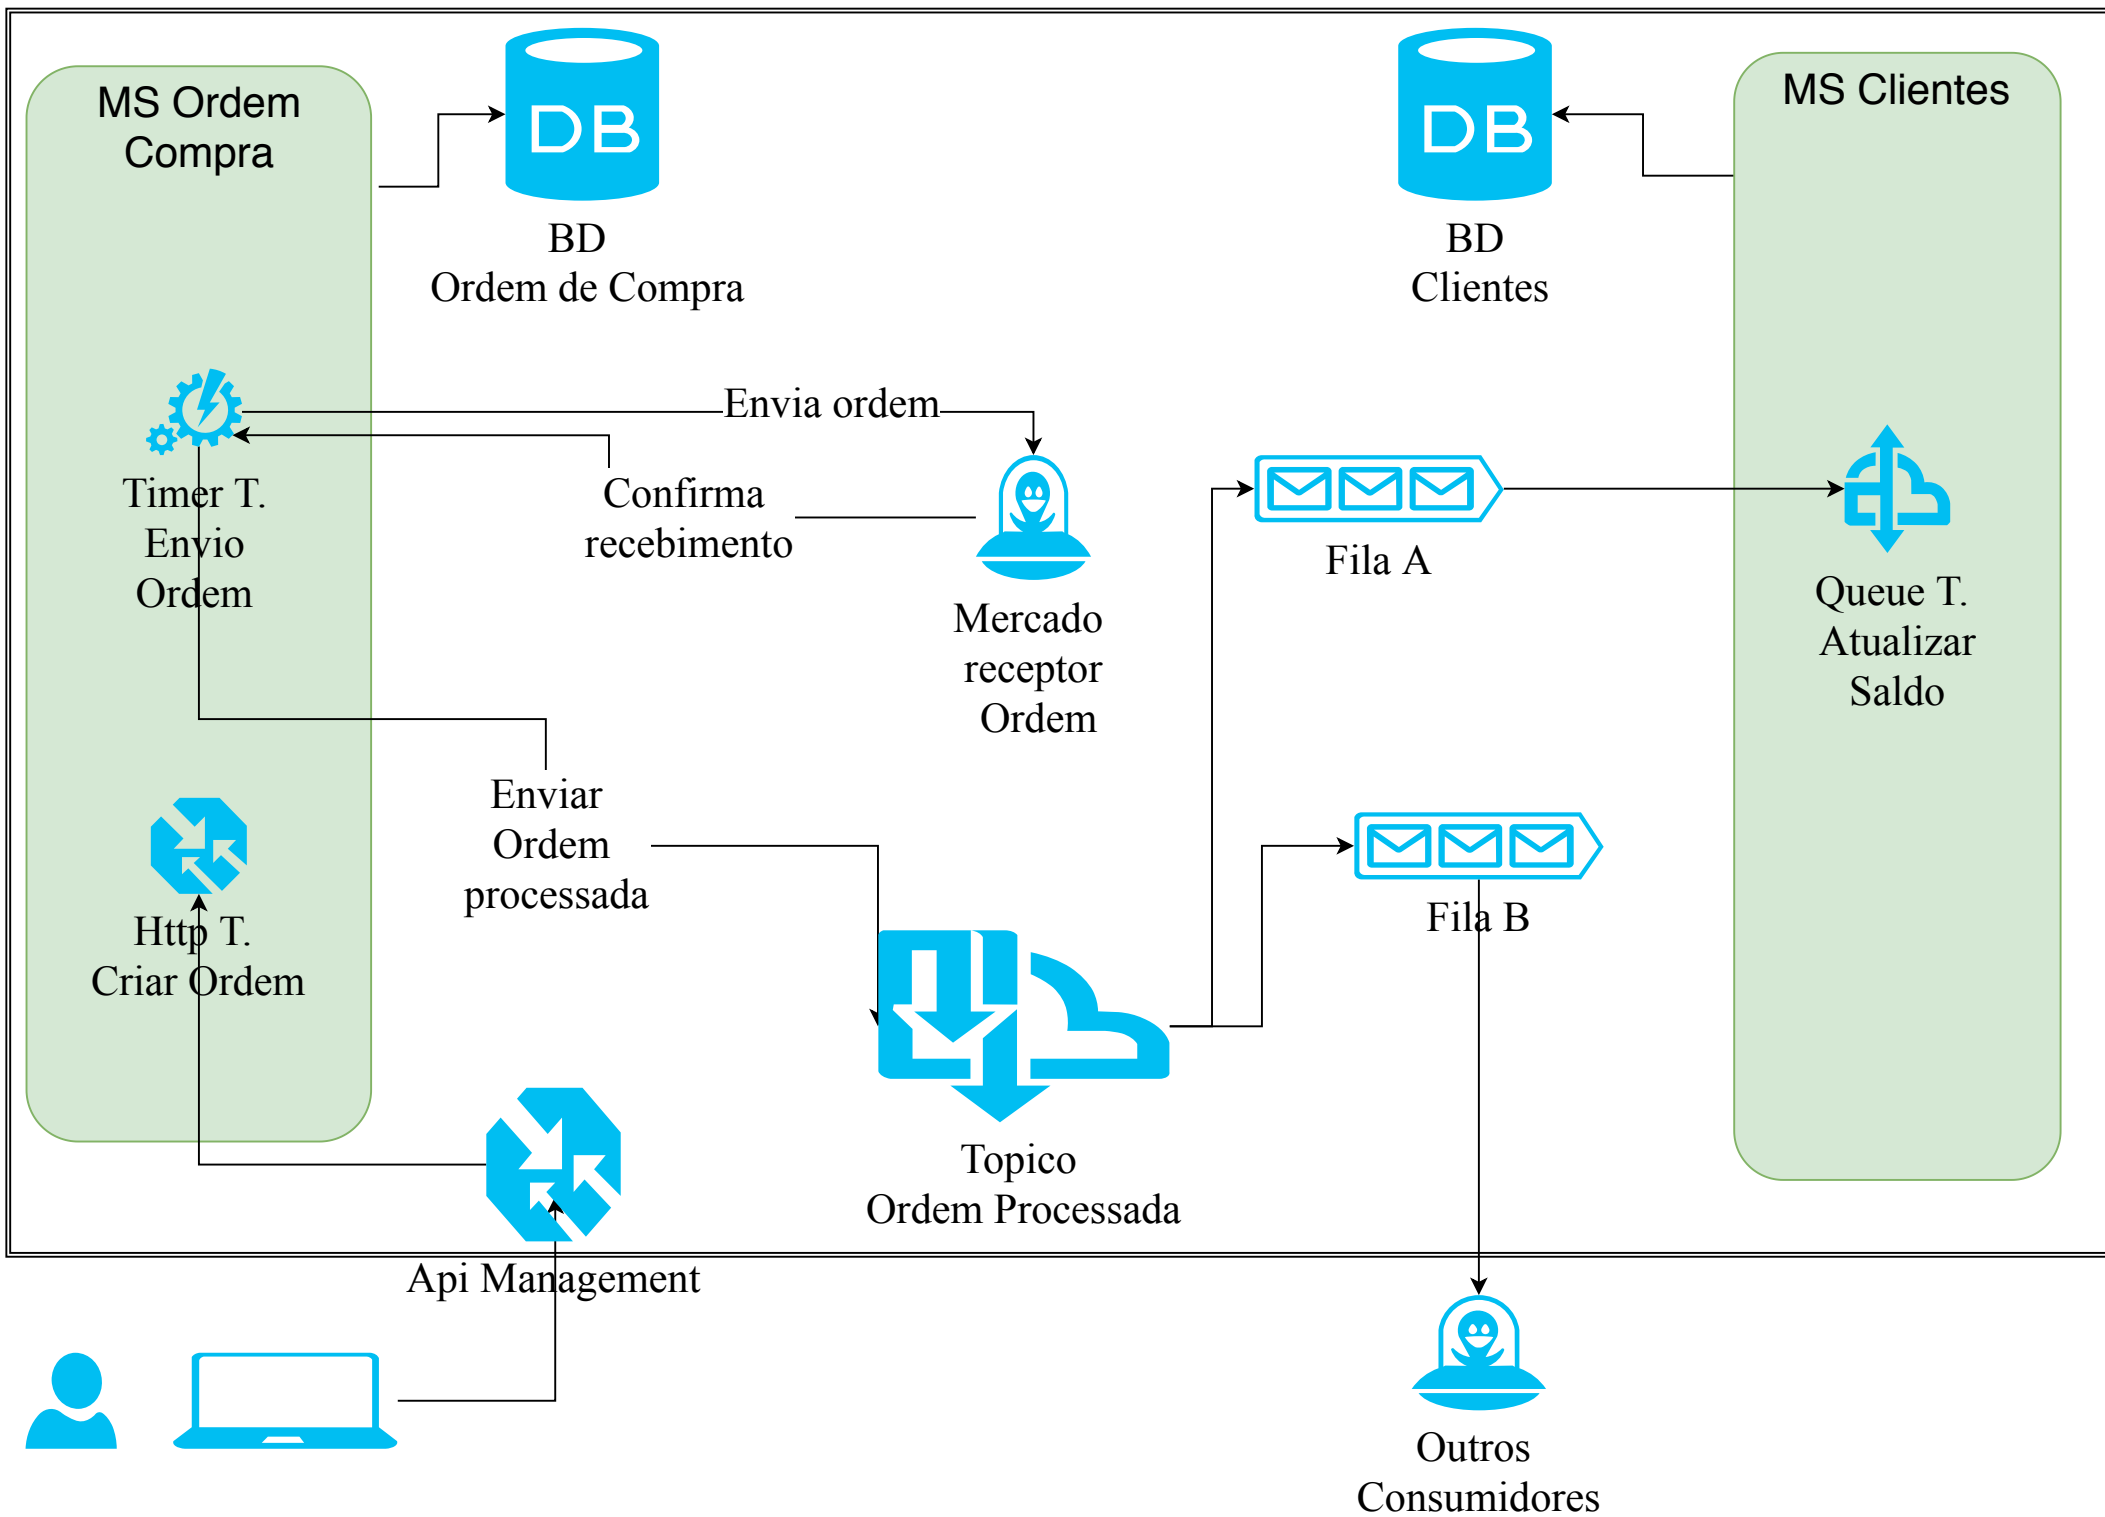 MS Ordem
Compra
DB
BD
Ordem de Compra
DB
BD
Clientes
MS Clientes
Envia ordem
Timer T.
Envio
Ordem
Confirma
recebimento
Mercado
receptor
Ordem
Fila A
Queue T.
Atualizar
Saldo
Enviar
Ordem
processada
Http T.
Criar Ordem
Fila B
Topico
Ordem Processada
Api Management
Outros
Consumidores